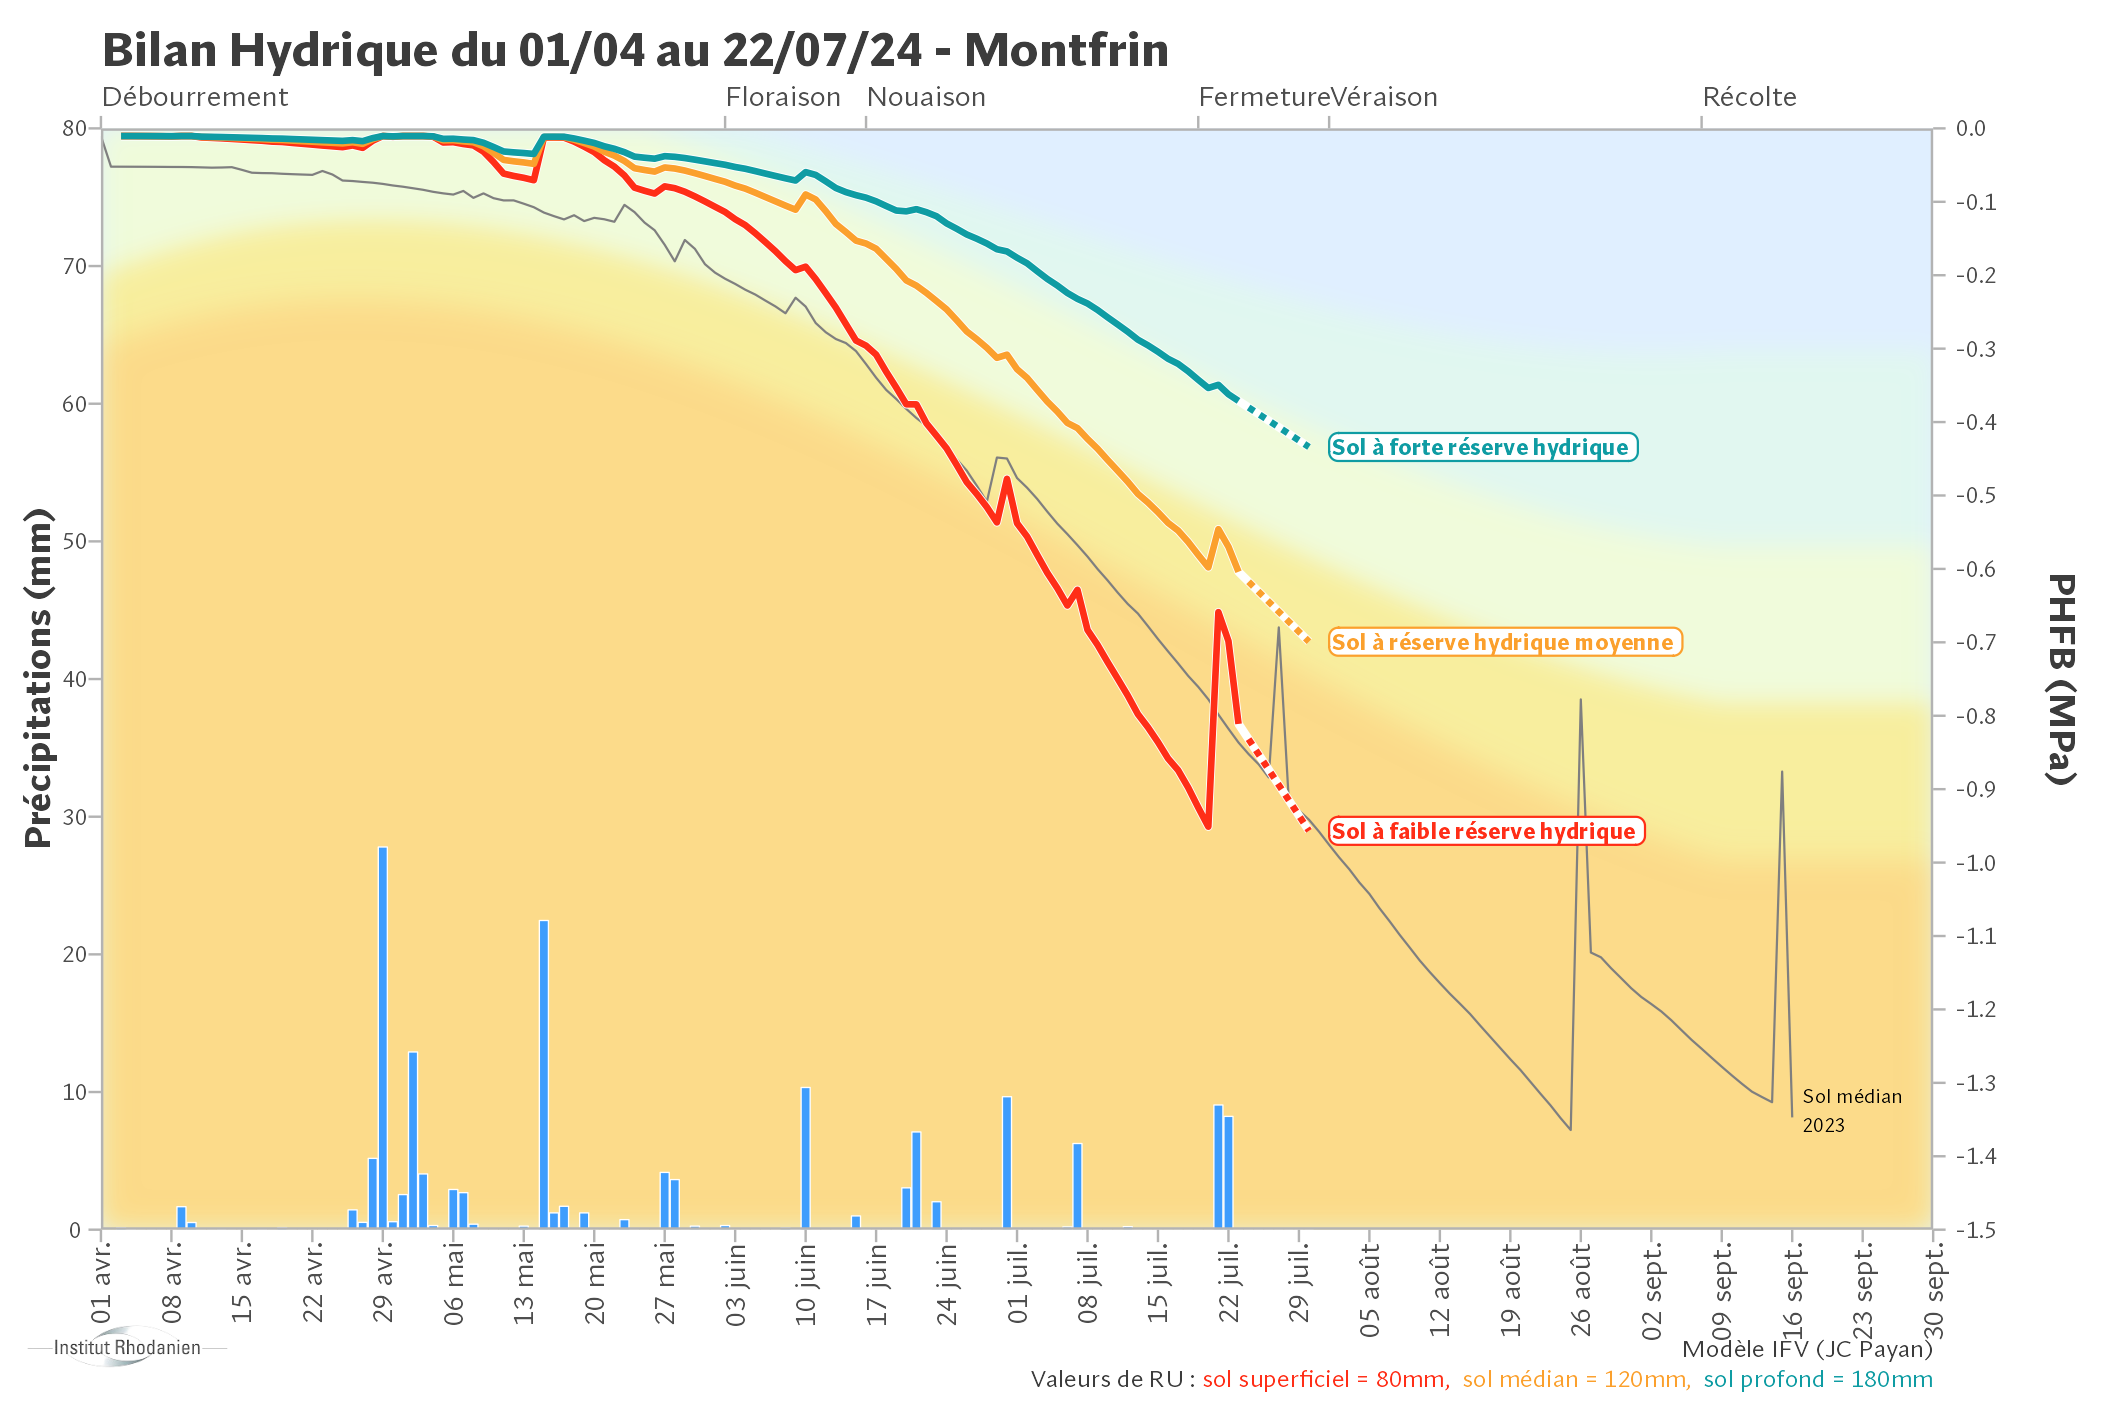 Bilan Hydrique du 01/04 au 22/07/24 - Montfrin
Débourrement
Floraison
Nouaison
Fermeture
Véraison
Récolte
80
70
60
50
40
30
20
10
0
Précipitations (mm)
0.0
-0.1
-0.2
-0.3
-0.4
-0.5
-0.6
-0.7
-0.8
-0.9
-1.0
-1.1
-1.2
-1.3
-1.4
-1.5
PHFB (MPa)
Sol à forte réserve hydrique
Sol à réserve hydrique moyenne
Sol à faible réserve hydrique
Sol médian
2023
01 avr.
08 avr.
15 avr.
22 avr.
29 avr.
06 mai
13 mai
20 mai
27 mai
03 juin
10 juin
17 juin
24 juin
01 juil.
08 juil.
15 juil.
22 juil.
29 juil.
05 août
12 août
19 août
26 août
02 sept.
09 sept.
16 sept.
23 sept.
30 sept.
Institut Rhodanien
Modèle IFV (JC Payan)
Valeurs de RU : sol superficiel = 80mm, sol médian = 120mm, sol profond = 180mm